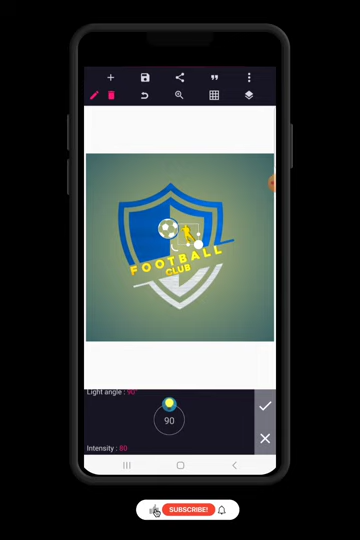 FOOTBALL
CLUB
Light angle : 90°
90
Intensity : 80
SUBSCRIBE!